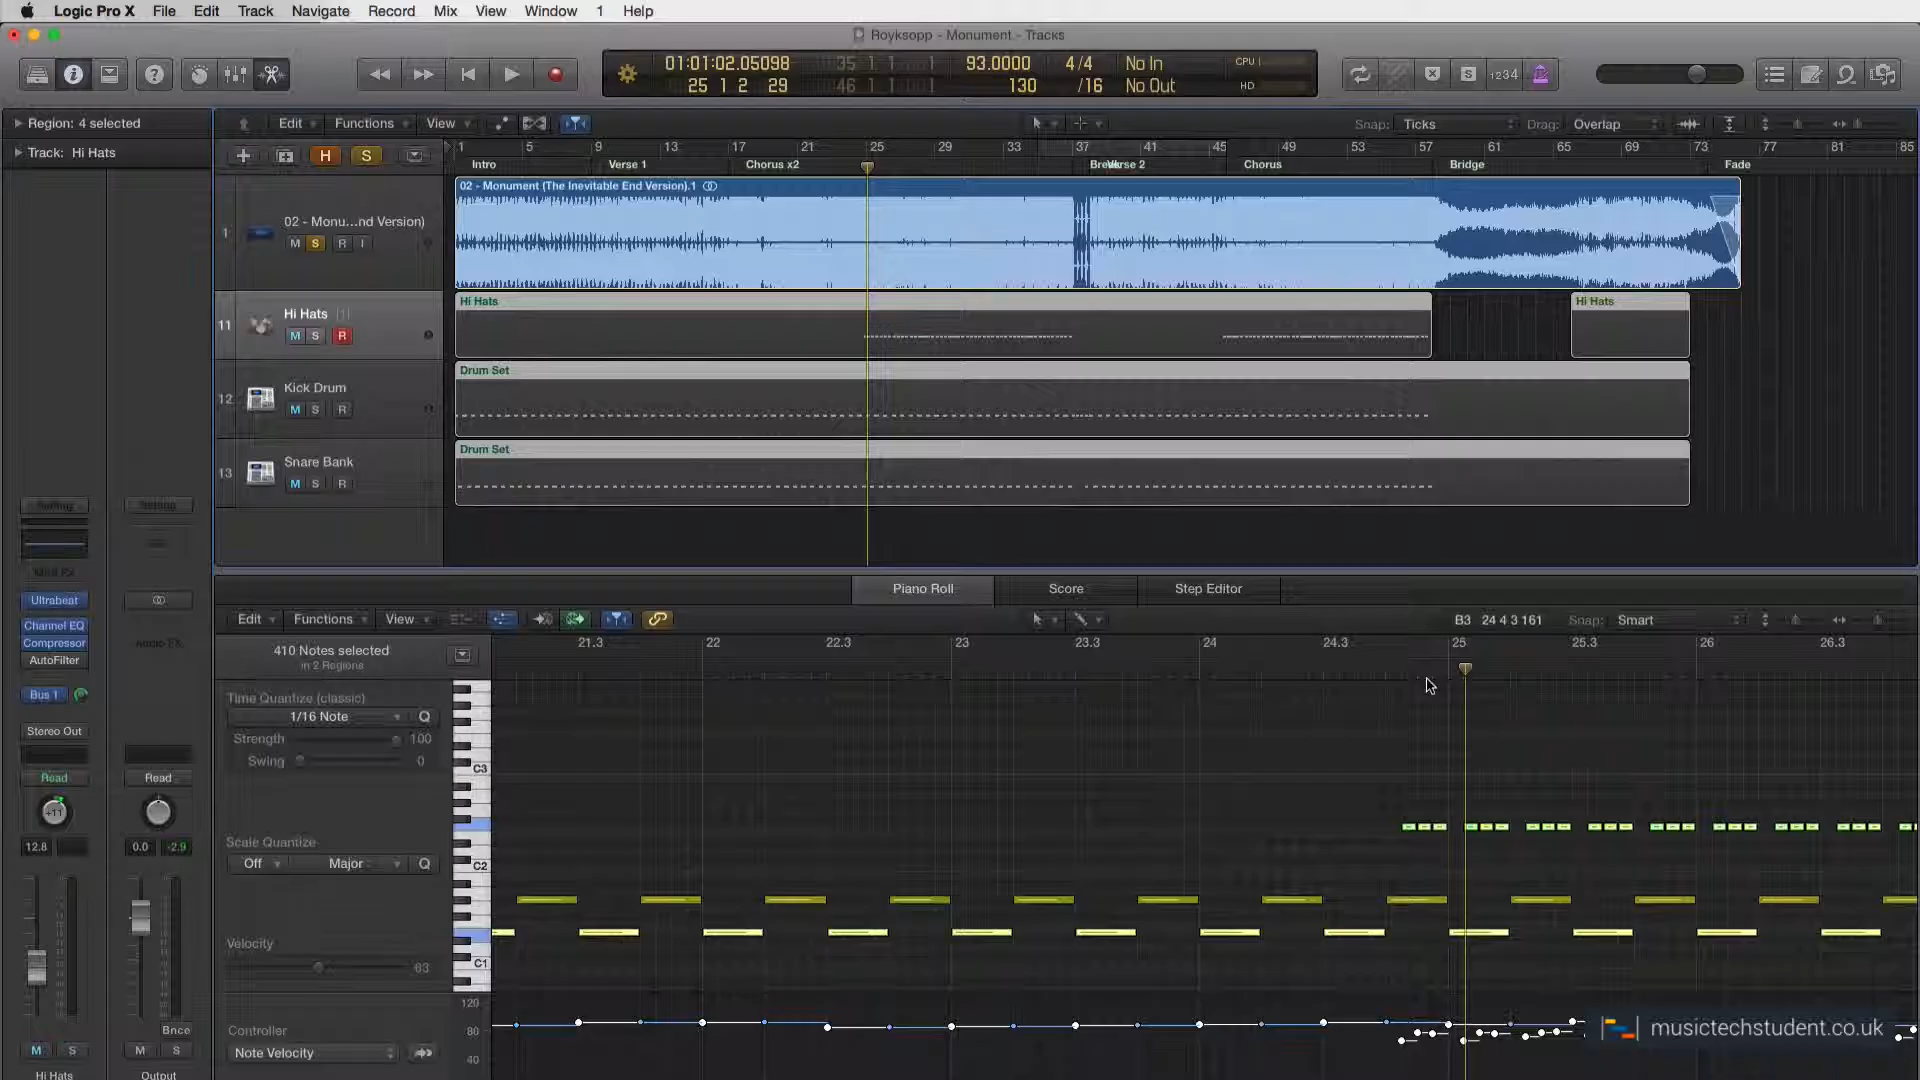 Logic Pro X File Edit Track Navigate Record Mix View Window 1 Help
Royksopp - Monument - Tracks
01:01:02.05098 35 1 1 1 93.0000 4/4 No In CPU
25 1 2 29 46 1 1 1 130 /16 No Out HD
1234
Region: 4 selected
Edit Functions View
Snap: Ticks Drag: Overlap
Track: Hi Hats
H S
1 5 9 13 17 21 25 29 33 37 41 45 49 53 57 61 65 69 73 77 81 85
Intro Verse 1 Chorus x2 Verse 2 Chorus Bridge Fade
02 - Monument (The Inevitable End Version).1
1 02 - Monu...nd Version)
M S R I
Hi Hats Hi Hats
11 Hi Hats [1]
M S R
Drum Set
12 Kick Drum
M S R
Drum Set
13 Snare Bank
M S R
Piano Roll Score Step Editor
Edit Functions View
B3 24 4 3 161 Snap: Smart
21.3 22 22.3 23 23.3 24 24.3 25 25.3 26 26.3
410 Notes selected
in 2 Regions
Time Quantize (classic)
1/16 Note Q
Strength 100
Swing 0
Scale Quantize
Off Major Q
Velocity
63
Controller
Note Velocity
C3
C2
C1
120
80
40
Ultrabeat
Channel EQ
Compressor
AutoFilter
Bus 1
Stereo Out
Read Read
+11
12.8 0.0 -2.9
Bnce
M S M S
Hi Hats Output
musictechstudent.co.uk